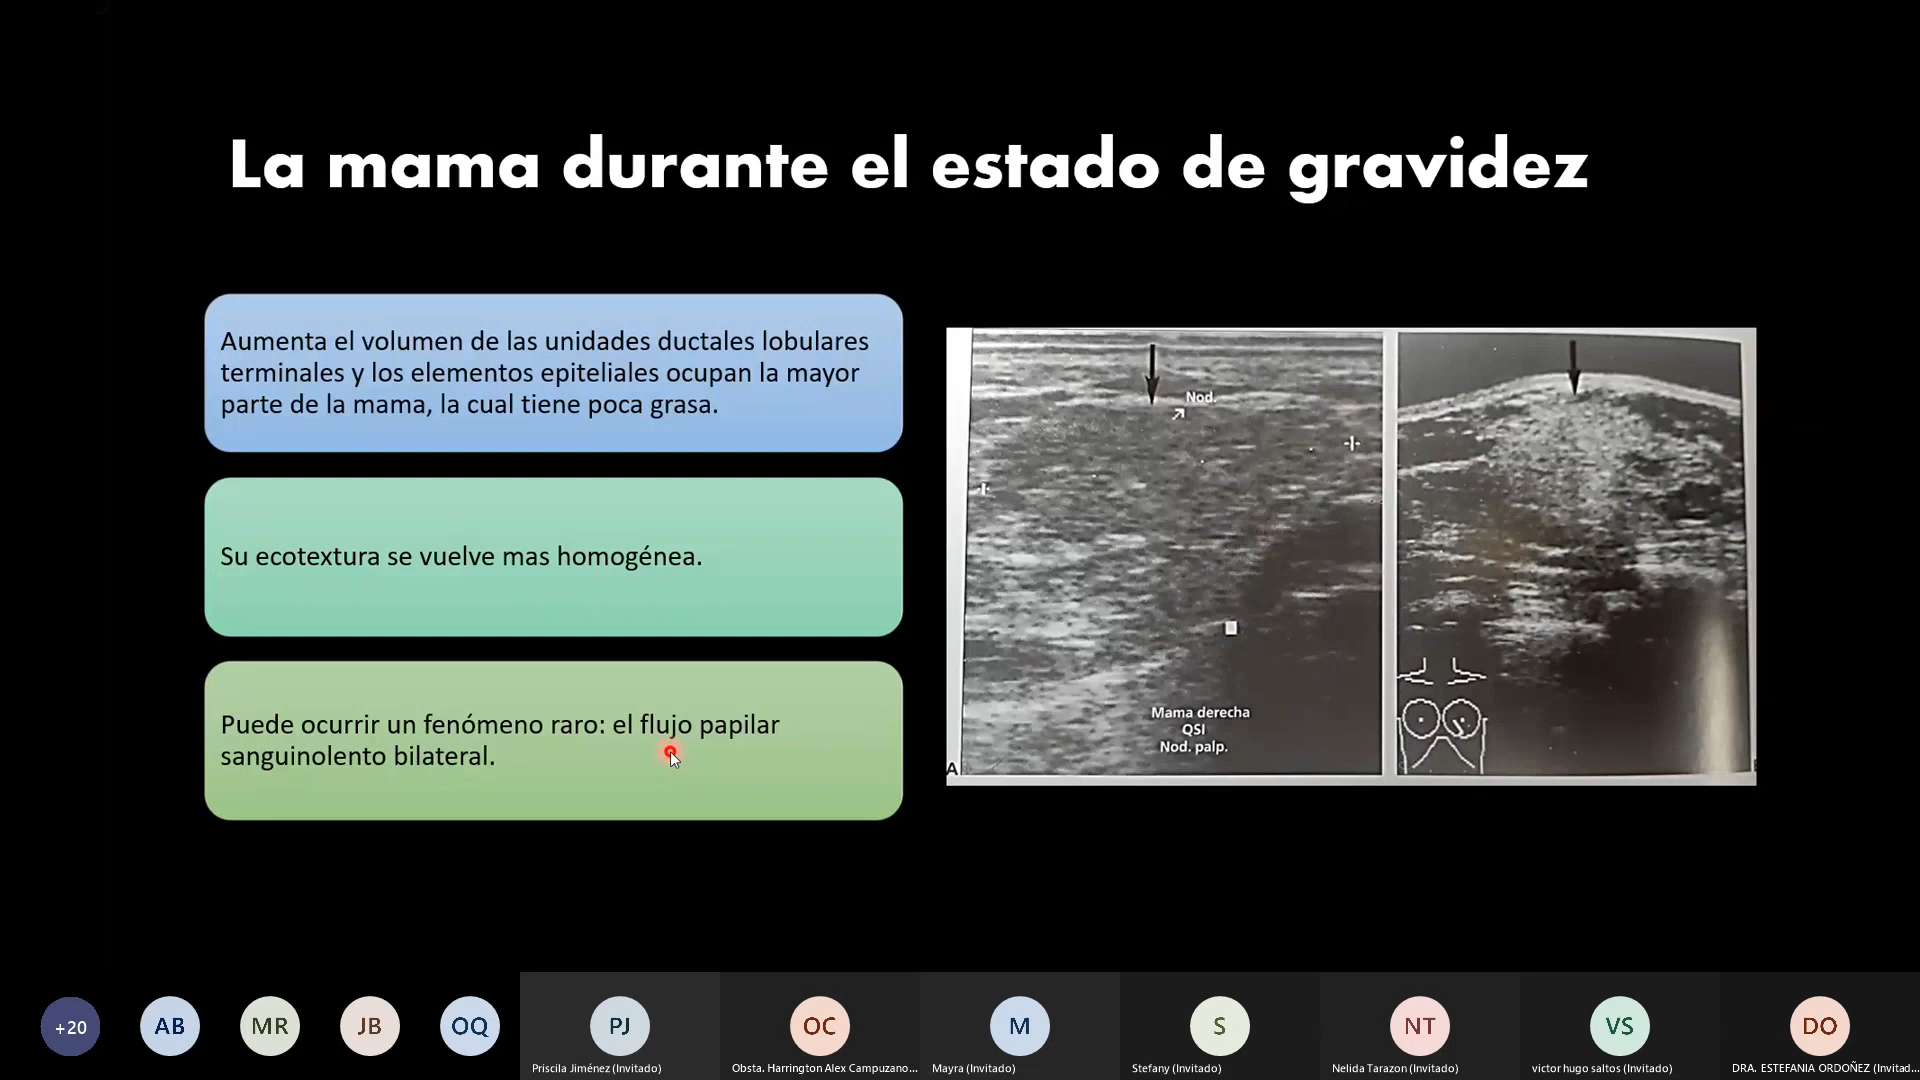 La mama durante el estado de gravidez
Aumenta el volumen de las unidades ductales lobulares
terminales y los elementos epiteliales ocupan la mayor
parte de la mama, la cual tiene poca grasa.
Su ecotextura se vuelve mas homogénea.
Puede ocurrir un fenómeno raro: el flujo papilar
sanguinolento bilateral.
Nod.
Mama derecha
QSI
Nod. palp.
A
+20
AB
MR
JB
OQ
PJ
OC
M
S
NT
VS
DO
Priscila Jiménez (Invitado)
Obsta. Harrington Alex Campuzano...
Mayra (Invitado)
Stefany (Invitado)
Nelida Tarazon (Invitado)
victor hugo saltos (Invitado)
DRA. ESTEFANIA ORDOÑEZ (Invitad...